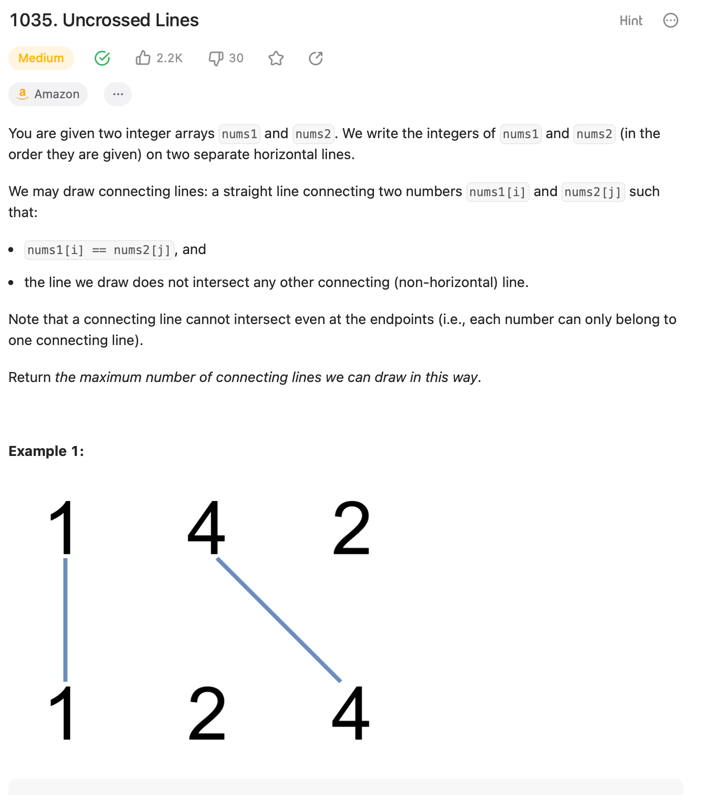 1035. Uncrossed Lines
Hint
Medium
2.2K
30
a Amazon
...
You are given two integer arrays nums1 and nums2. We write the integers of nums1 and nums2 (in the
order they are given) on two separate horizontal lines.
We may draw connecting lines: a straight line connecting two numbers nums1[i] and nums2[j] such
that:
• nums1[i] == nums2[j], and
• the line we draw does not intersect any other connecting (non-horizontal) line.
Note that a connecting line cannot intersect even at the endpoints (i.e., each number can only belong to
one connecting line).
Return the maximum number of connecting lines we can draw in this way.
Example 1:
1 4 2
1 2 4